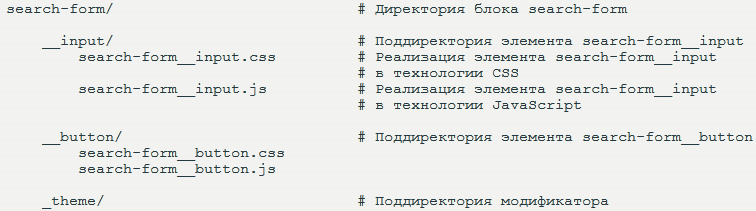 search-form/ # Директория блока search-form
__input/ # Поддиректория элемента search-form__input
search-form__input.css # Реализация элемента search-form__input
# в технологии CSS
search-form__input.js # Реализация элемента search-form__input
# в технологии JavaScript
__button/ # Поддиректория элемента search-form__button
search-form__button.css
search-form__button.js
_theme/ # Поддиректория модификатора